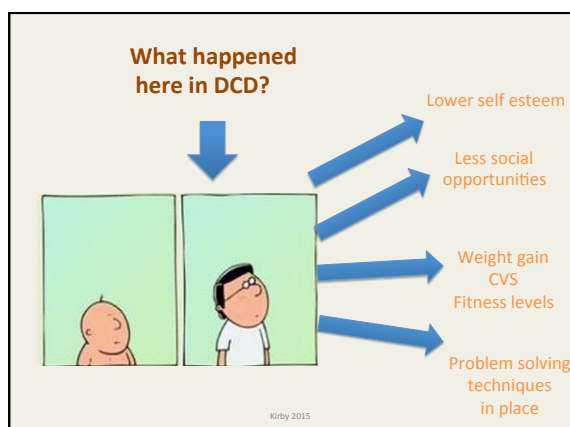 What happened
here in DCD?
Lower self esteem
Less social
opportunities
Weight gain
CVS
Fitness levels
Problem solving
techniques
in place
Kirby 2015